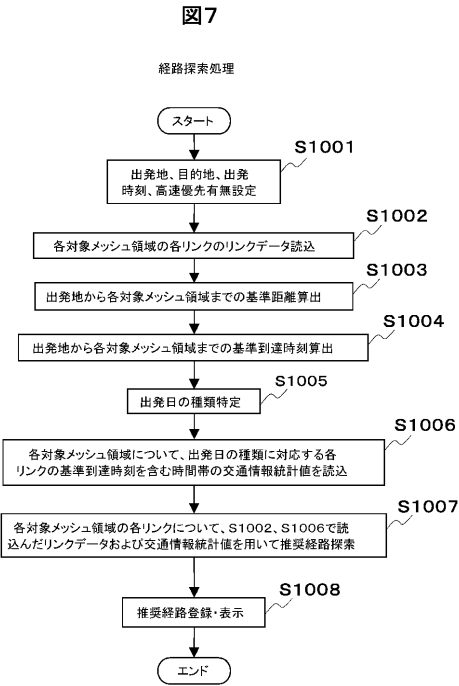 図7
経路探索処理
スタート
S1001
出発地、目的地、出発
時刻、高速優先有無設定
S1002
各対象メッシュ領域の各リンクのリンクデータ読込
S1003
出発地から各対象メッシュ領域までの基準距離算出
S1004
出発地から各対象メッシュ領域までの基準到達時刻算出
S1005
出発日の種類特定
S1006
各対象メッシュ領域について、出発日の種類に対応する各
リンクの基準到達時刻を含む時間帯の交通情報統計値を読込
S1007
各対象メッシュ領域の各リンクについて、S1002、S1006で読
込んだリンクデータおよび交通情報統計値を用いて推奨経路探索
S1008
推奨経路登録・表示
エンド